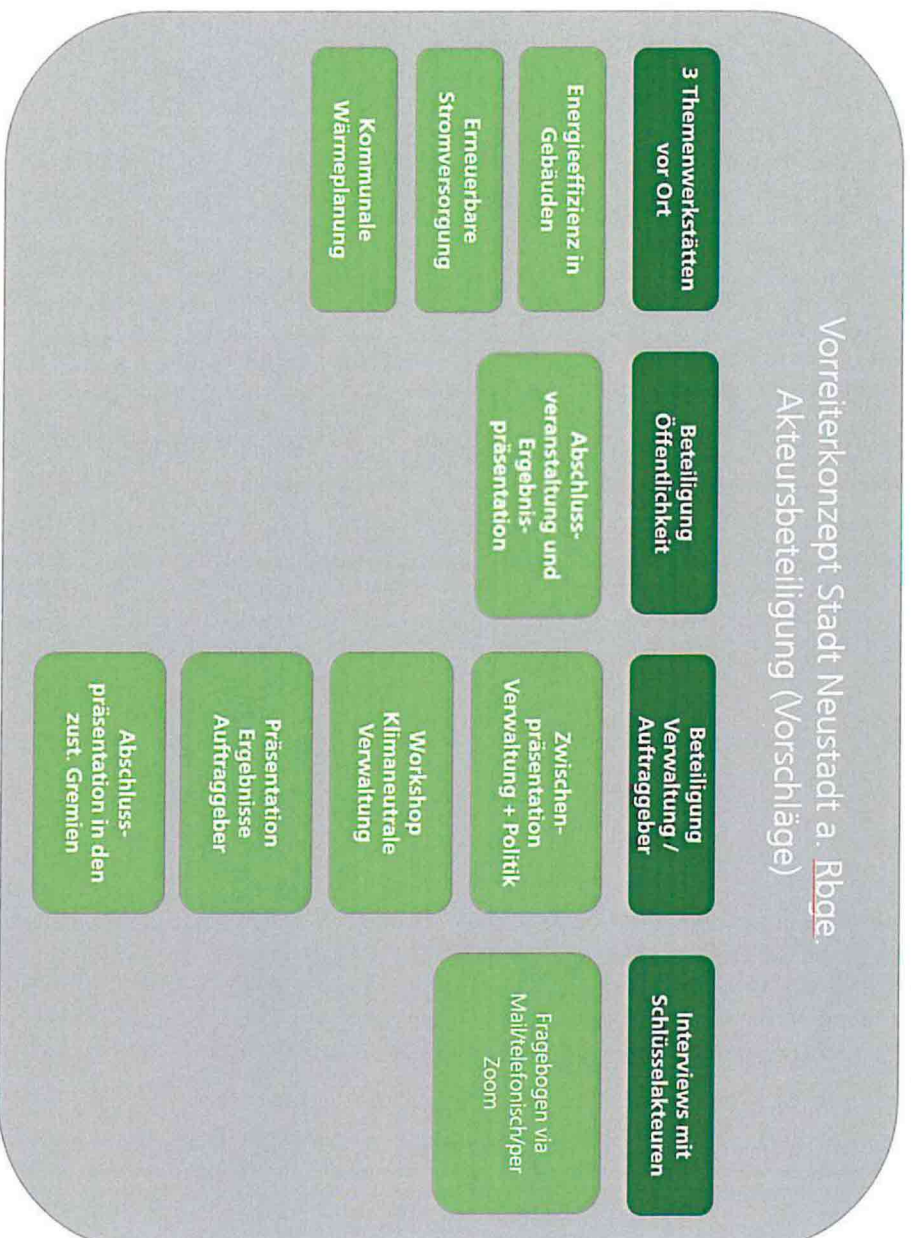 Vorreiterkonzept Stadt Neustadt a. Rbge.
Akteursbeteiligung (Vorschläge)
3 Themenwerkstätten
vor Ort
Energieeffizienz in
Gebäuden
Erneuerbare
Stromversorgung
Kommunale
Wärmeplanung
Beteiligung
Öffentlichkeit
Abschluss-
veranstaltung und
Ergebnis-
präsentation
Beteiligung
Verwaltung /
Auftraggeber
Zwischen-
präsentation
Verwaltung + Politik
Workshop
Klimaneutrale
Verwaltung
Präsentation
Ergebnisse
Auftraggeber
Abschluss-
präsentation in den
zust. Gremien
Interviews mit
Schlüsselakteuren
Fragebogen via
Mail/telefonisch/per
Zoom